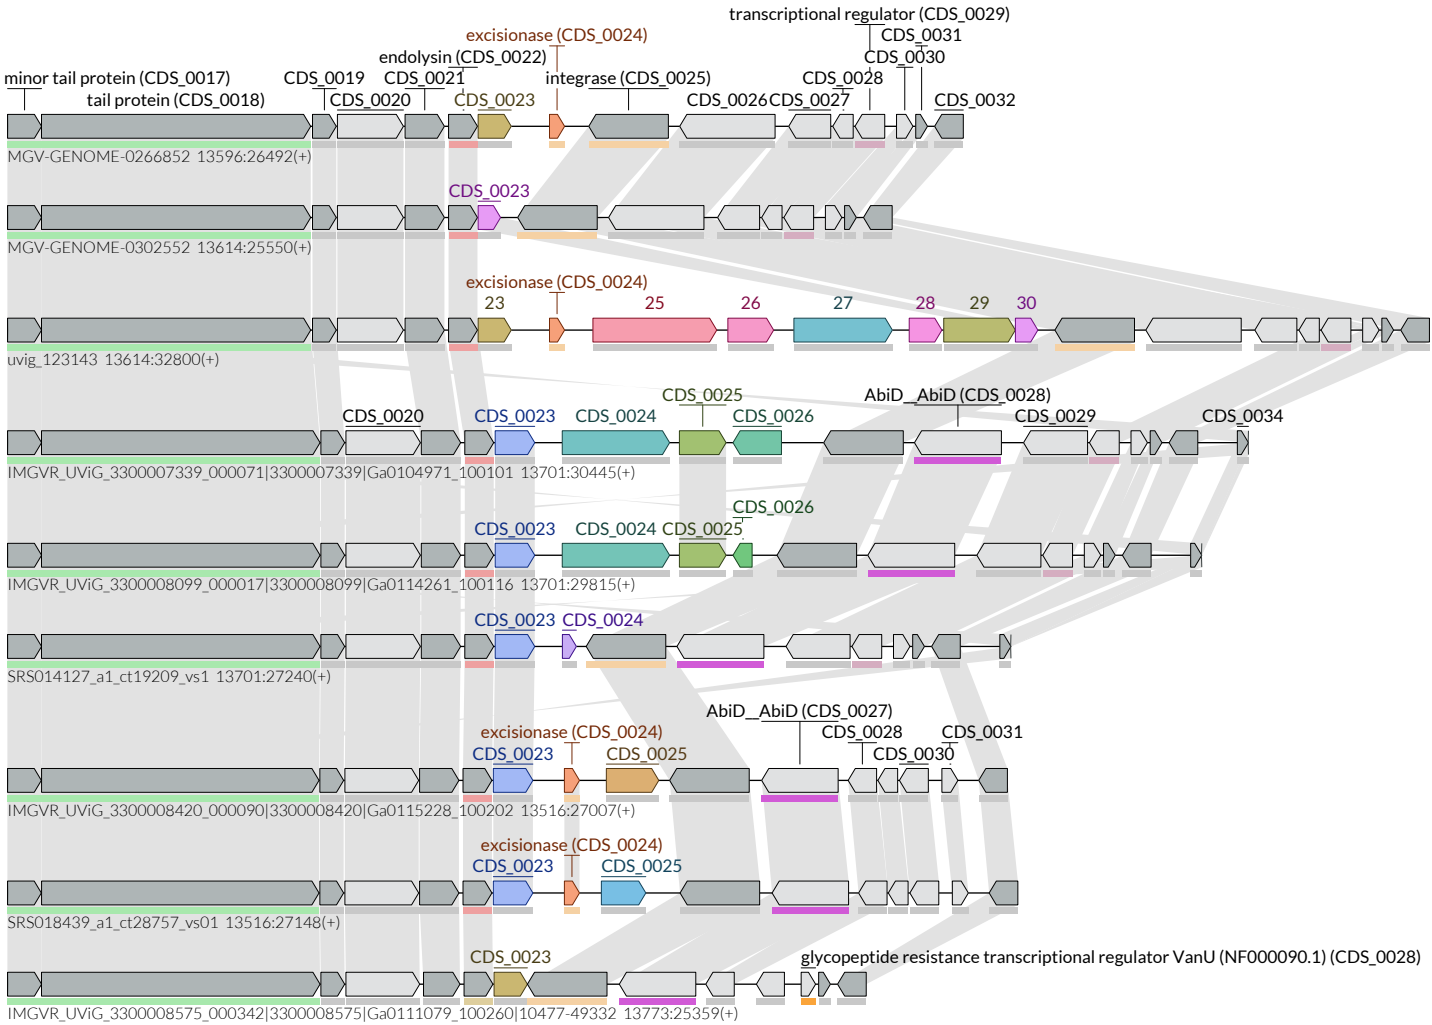 transcriptional regulator (CDS_0029)
excisionase (CDS_0024)
CDS_0031
endolysin (CDS_0022)
CDS_0030
minor tail protein (CDS_0017)
CDS_0019
CDS_0021
integrase (CDS_0025)
CDS_0028
tail protein (CDS_0018)
CDS_0020
CDS_0023
CDS_0026
CDS_0027
CDS_0032
MGV-GENOME-0266852 13596:26492(+)
CDS_0023
MGV-GENOME-0302552 13614:25550(+)
excisionase (CDS_0024)
23
25
26
27
28
29
30
uvig_123143 13614:32800(+)
CDS_0025
AbiD__AbiD (CDS_0028)
CDS_0020
CDS_0023
CDS_0024
CDS_0026
CDS_0029
CDS_0034
IMGVR_UViG_3300007339_000071|3300007339|Ga0104971_100101 13701:30445(+)
CDS_0026
CDS_0023
CDS_0024
CDS_0025
IMGVR_UViG_3300008099_000017|3300008099|Ga0114261_100116 13701:29815(+)
CDS_0023
CDS_0024
SRS014127_a1_ct19209_vs1 13701:27240(+)
AbiD__AbiD (CDS_0027)
excisionase (CDS_0024)
CDS_0028
CDS_0031
CDS_0023
CDS_0025
CDS_0030
IMGVR_UViG_3300008420_000090|3300008420|Ga0115228_100202 13516:27007(+)
excisionase (CDS_0024)
CDS_0023
CDS_0025
SRS018439_a1_ct28757_vs01 13516:27148(+)
CDS_0023
glycopeptide resistance transcriptional regulator VanU (NF000090.1) (CDS_0028)
IMGVR_UViG_3300008575_000342|3300008575|Ga0111079_100260|10477-49332 13773:25359(+)